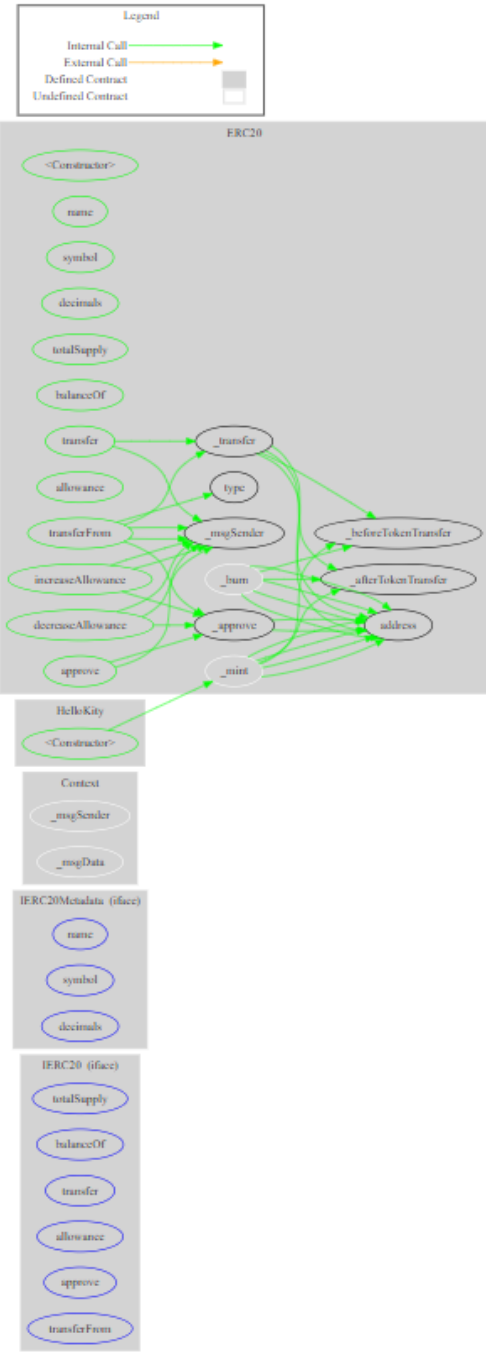 Legend
Internal Call
External Call
Defined Contract
Undefined Contract
ERC20
<Constructor>
name
symbol
decimals
totalSupply
balanceOf
transfer
_transfer
allowance
type
transferFrom
_msgSender
_beforeTokenTransfer
increaseAllowance
_burn
_afterTokenTransfer
decreaseAllowance
_approve
address
approve
_mint
HelloKity
<Constructor>
Context
_msgSender
_msgData
IERC20Metadata (iface)
name
symbol
decimals
IERC20 (iface)
totalSupply
balanceOf
transfer
allowance
approve
transferFrom